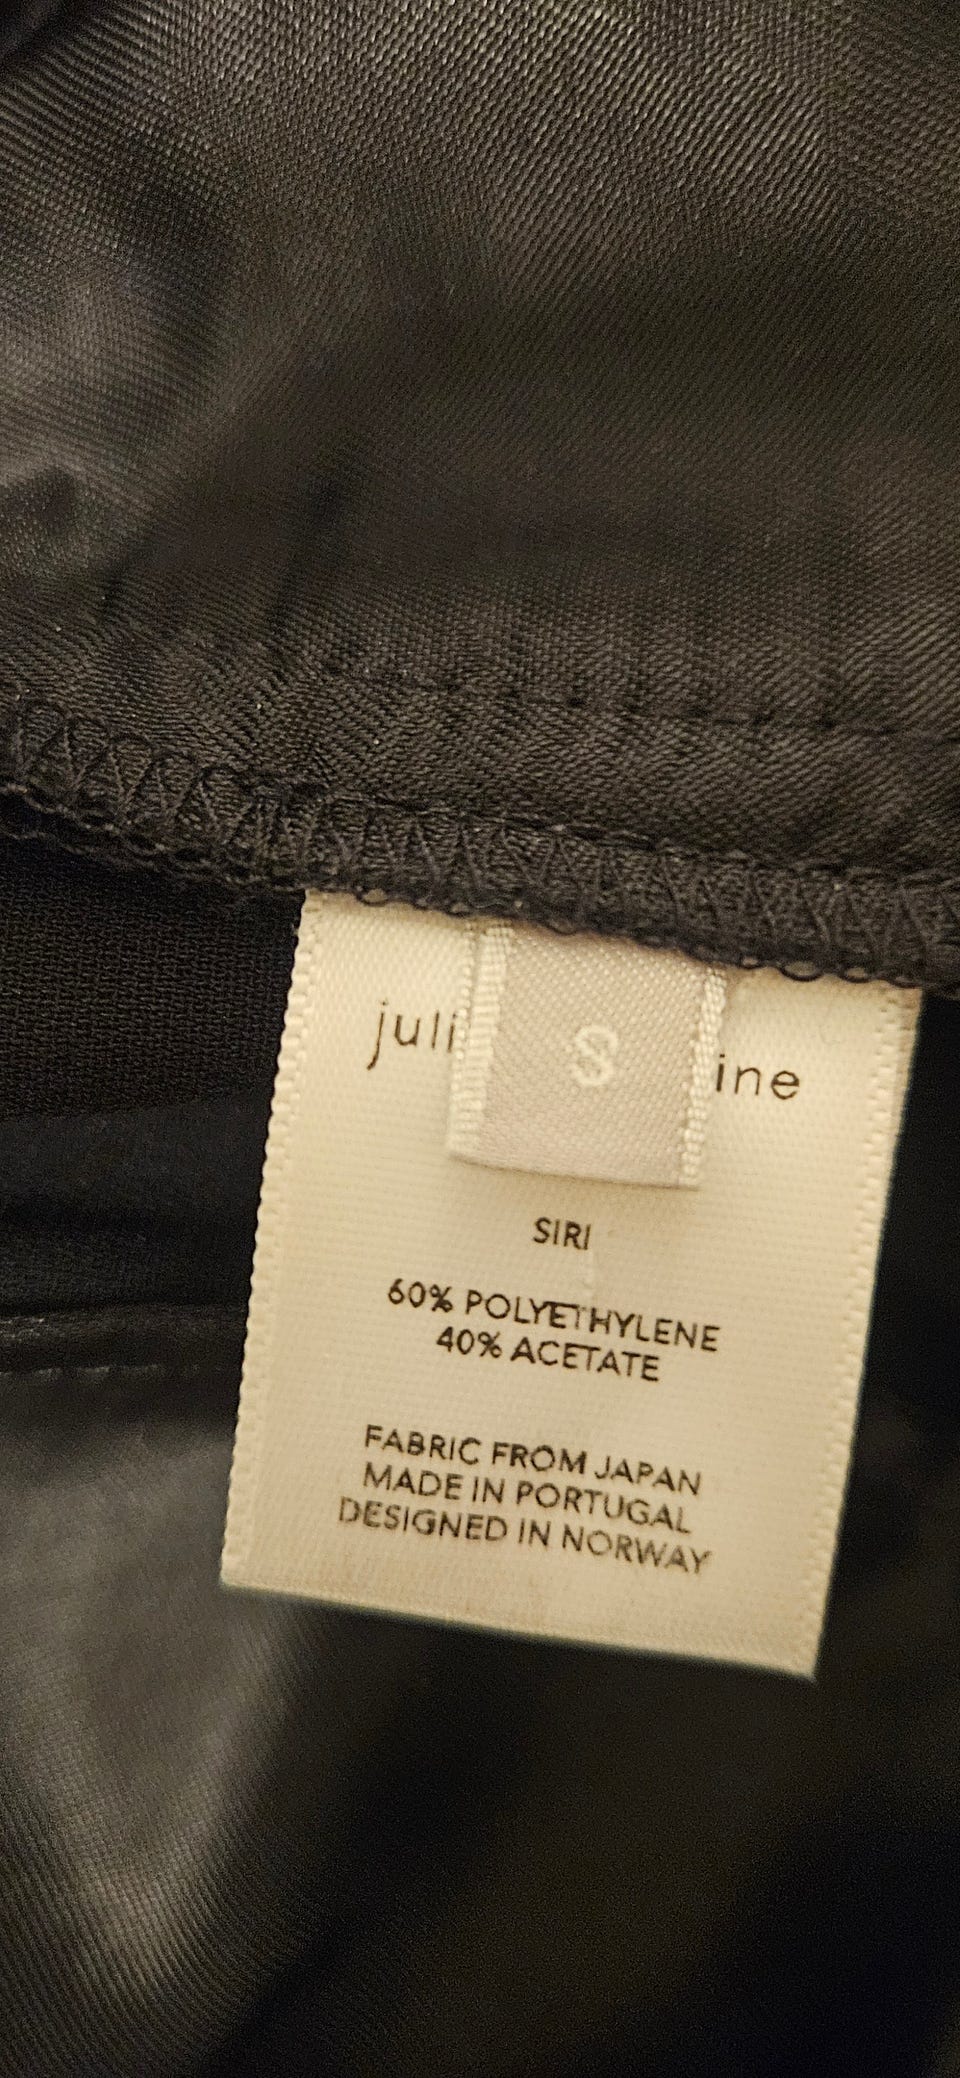 juli
S
ine
SIRI
60% POLYETHYLENE
40% ACETATE
FABRIC FROM JAPAN
MADE IN PORTUGAL
DESIGNED IN NORWAY